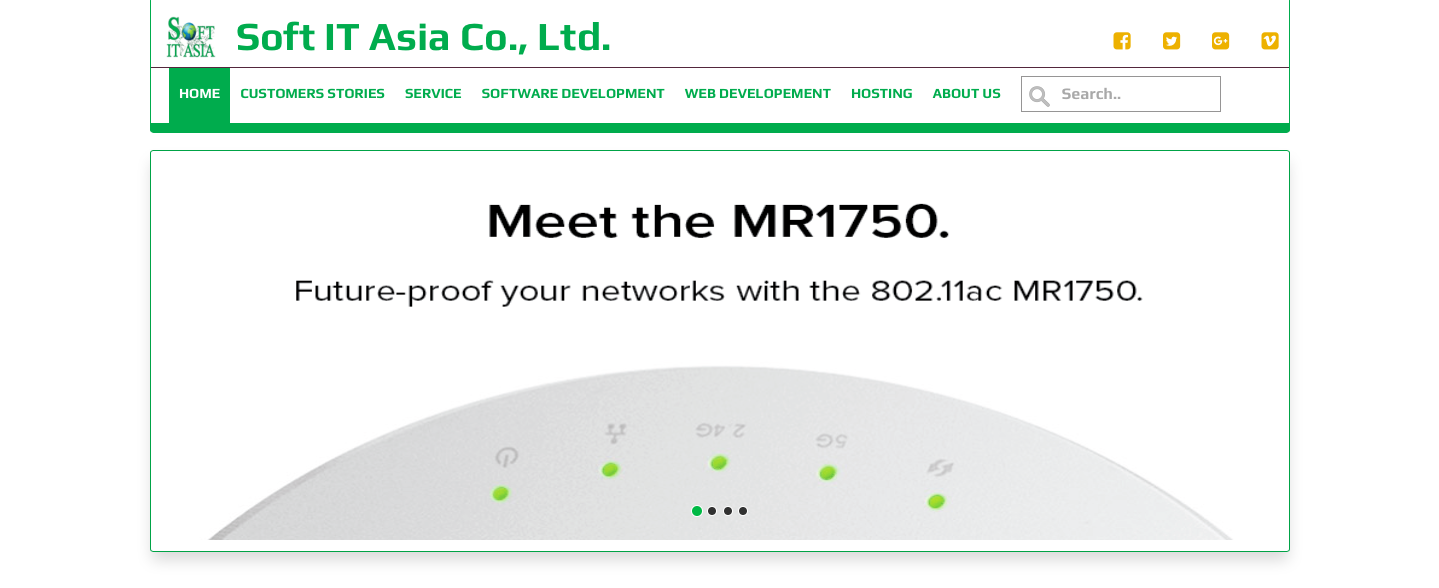 SOFT
IT ASIA
Soft IT Asia Co., Ltd.
HOME CUSTOMERS STORIES SERVICE SOFTWARE DEVELOPMENT WEB DEVELOPEMENT HOSTING ABOUT US Search..
Meet the MR1750.
Future-proof your networks with the 802.11ac MR1750.
2.4G
5G